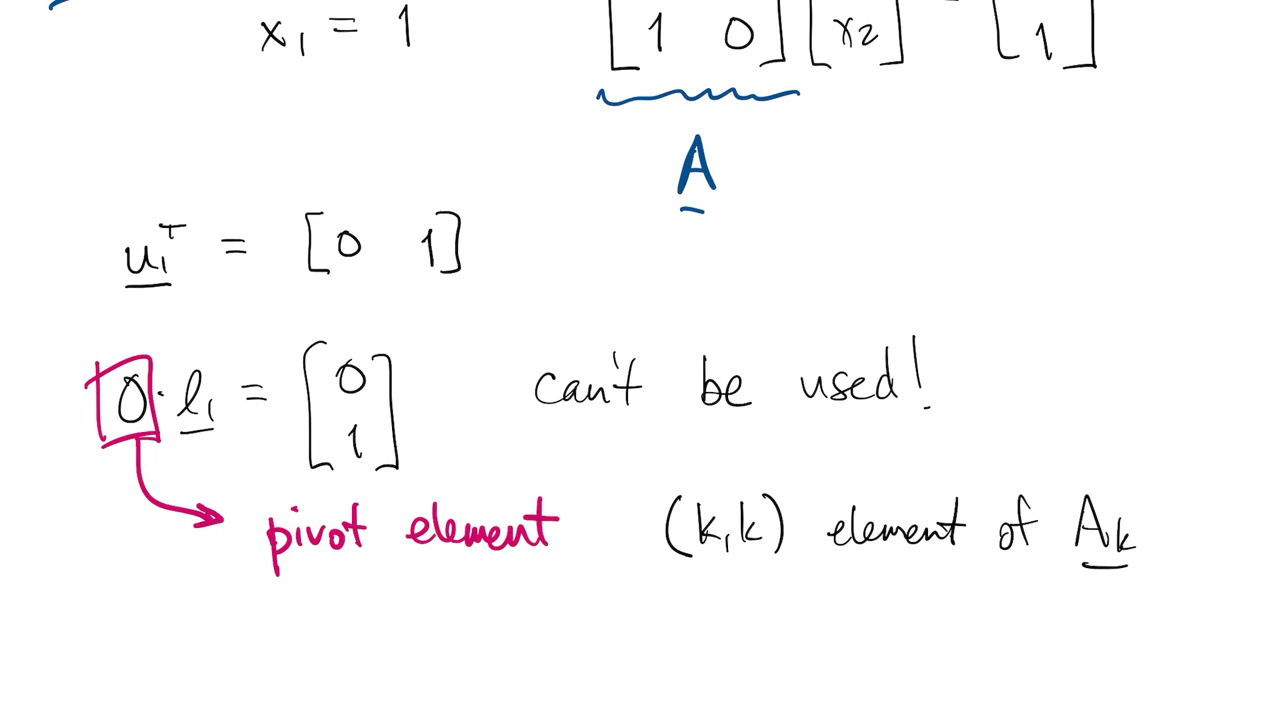 x₁ = 1 [1 0] [x₂] = [1]
A
u₁ᵀ = [0 1]
0 · l₁ = [0 1] can't be used!
pivot element (k,k) element of Aₖ